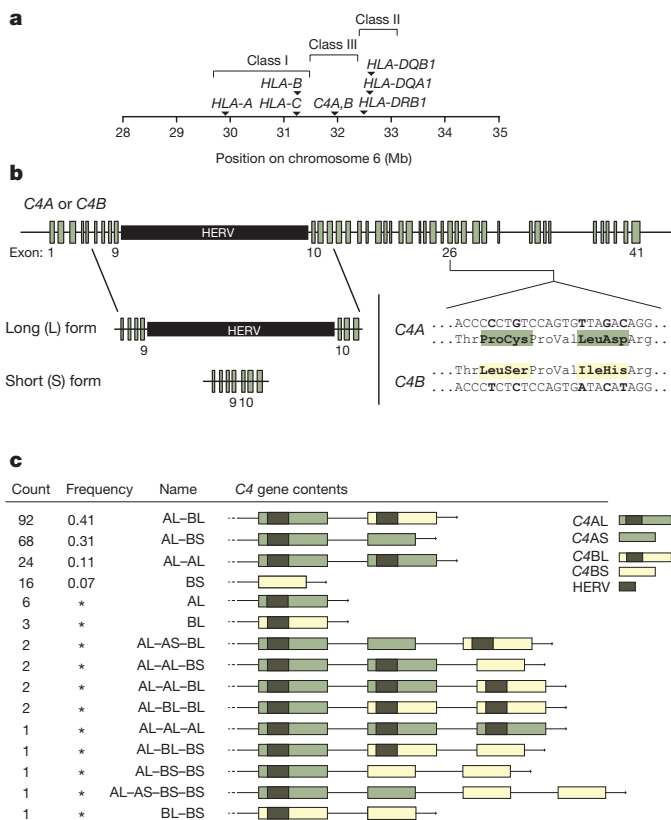 a
Class II
Class III
Class I
HLA-DQB1
HLA-B HLA-DQA1
HLA-A HLA-C C4A,B HLA-DRB1
28 29 30 31 32 33 34 35
Position on chromosome 6 (Mb)
b
C4A or C4B
HERV
Exon: 1 9 10 26 41
Long (L) form HERV
9 10
Short (S) form
9 10
C4A ...ACCCCCTGTCCAGTGTTAGACAGG...
...ThrProCysProValLeuAspArg...
C4B ...ThrLeuSerProValIleHisArg...
...ACCCTCTCTCCAGTGATACATAGG...
c
Count Frequency Name C4 gene contents
92 0.41 AL–BL
68 0.31 AL–BS
24 0.11 AL–AL
16 0.07 BS
6 * AL
3 * BL
2 * AL–AS–BL
2 * AL–AL–BS
2 * AL–AL–BL
2 * AL–BL–BL
1 * AL–AL–AL
1 * AL–BL–BS
1 * AL–BS–BS
1 * AL–AS–BS–BS
1 * BL–BS
C4AL
C4AS
C4BL
C4BS
HERV